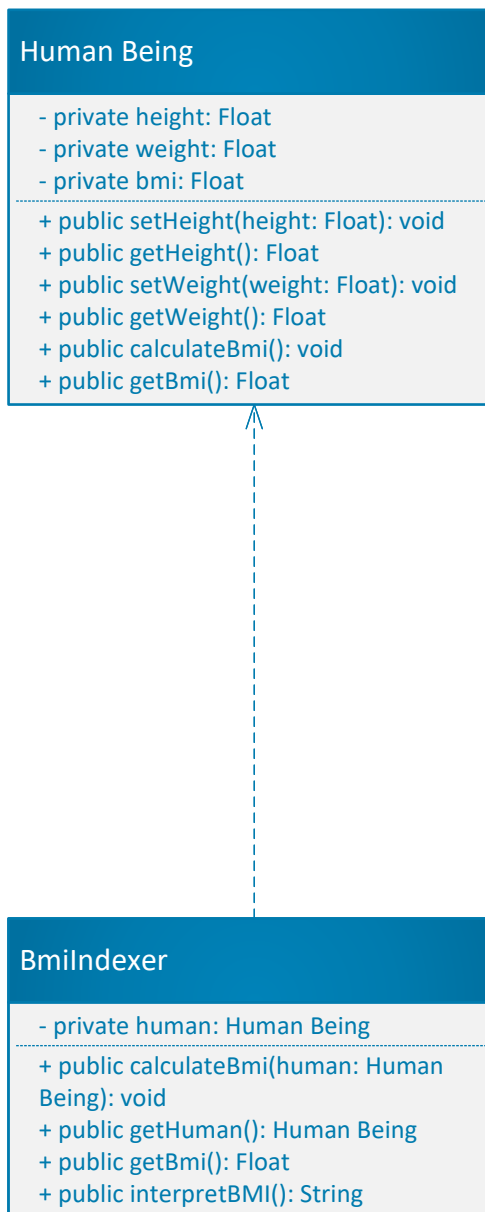 Human Being
- private height: Float
- private weight: Float
- private bmi: Float
+ public setHeight(height: Float): void
+ public getHeight(): Float
+ public setWeight(weight: Float): void
+ public getWeight(): Float
+ public calculateBmi(): void
+ public getBmi(): Float
BmiIndexer
- private human: Human Being
+ public calculateBmi(human: Human
Being): void
+ public getHuman(): Human Being
+ public getBmi(): Float
+ public interpretBMI(): String